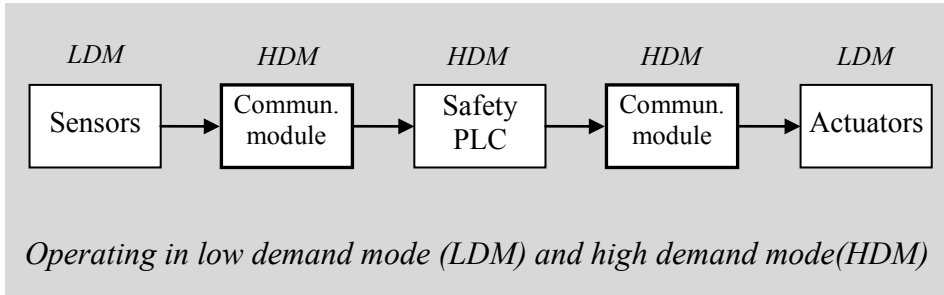 LDM
HDM
HDM
HDM
LDM
Sensors
Commun.
module
Safety
PLC
Commun.
module
Actuators
Operating in low demand mode (LDM) and high demand mode(HDM)